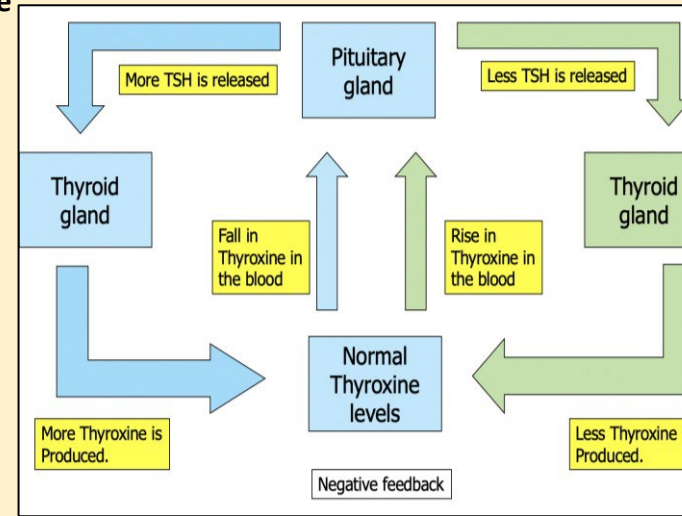 e
Pituitary
gland
More TSH is released
Less TSH is released
Thyroid
gland
Thyroid
gland
Fall in
Thyroxine in
the blood
Rise in
Thyroxine in
the blood
Normal
Thyroxine
levels
More Thyroxine is
Produced.
Less Thyroxine
Produced.
Negative feedback